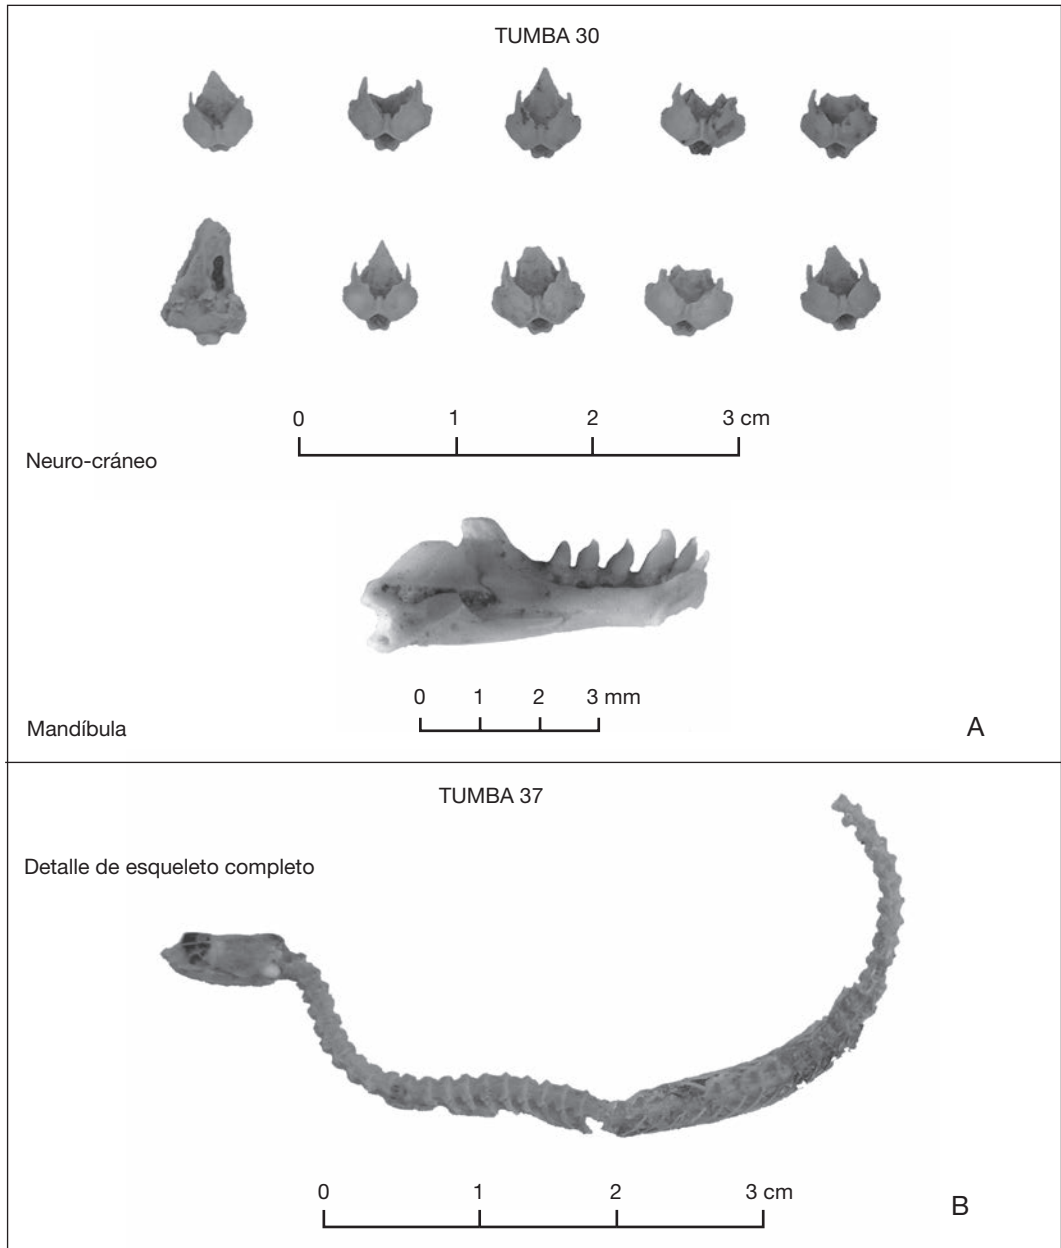 TUMBA 30
0 1 2 3 cm
Neuro-cráneo
0 1 2 3 mm
Mandíbula
A
TUMBA 37
Detalle de esqueleto completo
0 1 2 3 cm
B